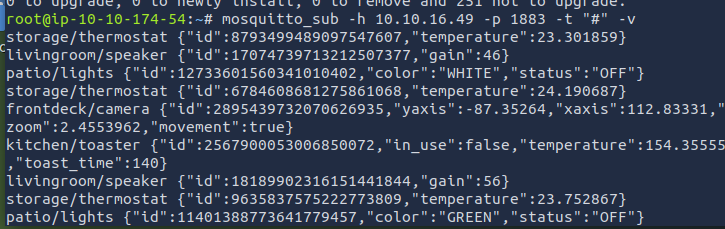 0 to upgrade, 0 to newly install, 0 to remove and 251 not to upgrade.
root@ip-10-10-174-54:~# mosquitto_sub -h 10.10.16.49 -p 1883 -t "#" -v
storage/thermostat {"id":8793499489097547607,"temperature":23.301859}
livingroom/speaker {"id":17074739713212507377,"gain":46}
patio/lights {"id":12733601560341010402,"color":"WHITE","status":"OFF"}
storage/thermostat {"id":6784608681275861068,"temperature":24.190687}
frontdeck/camera {"id":2895439732070626935,"yaxis":-87.35264,"xaxis":112.83331,"
zoom":2.4553962,"movement":true}
kitchen/toaster {"id":2567900053006850072,"in_use":false,"temperature":154.35555
,"toast_time":140}
livingroom/speaker {"id":18189902316151441844,"gain":56}
storage/thermostat {"id":9635837575222773809,"temperature":23.752867}
patio/lights {"id":11401388773641779457,"color":"GREEN","status":"OFF"}